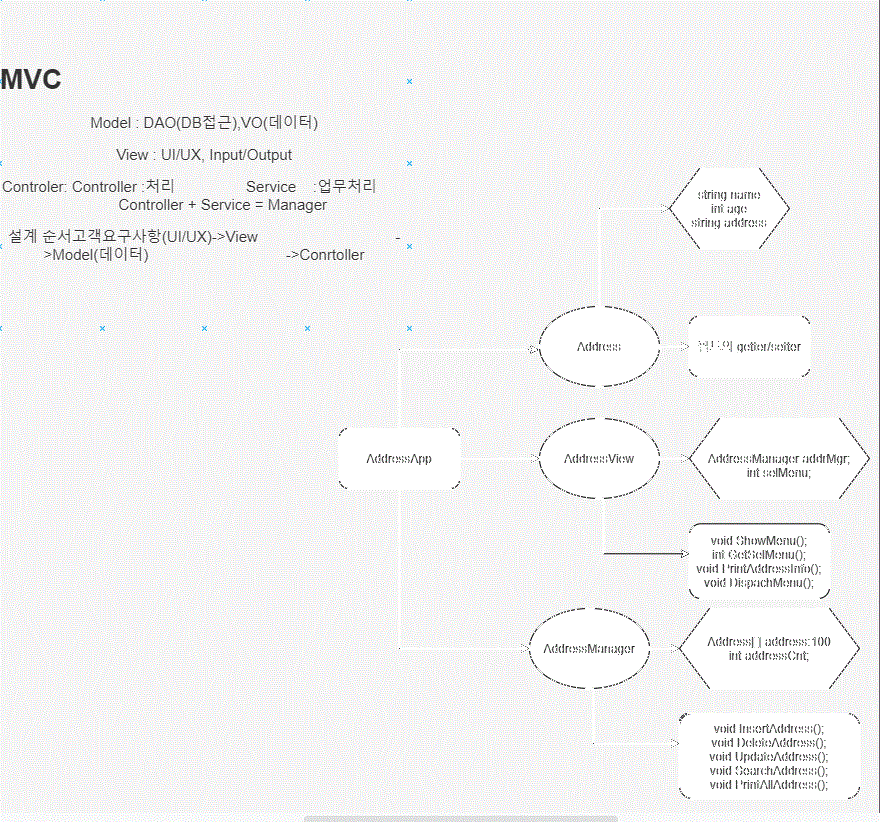 MVC
Model : DAO(DB접근),VO(데이터)
View : UI/UX, Input/Output
Controler: Controller :처리 Service :업무처리
Controller + Service = Manager
설계 순서고객요구사항(UI/UX)->View -
>Model(데이터) ->Conrtoller
string name
int age
string address
Address
getter/setter
AddressApp
AddressView
AddressManager addrMgr;
int selMenu;
void ShowMenu();
int GetSelMenu();
void PrintAddressInfo();
void DispachMenu();
AddressManager
Address[ ] address:100
int addressCnt;
void InsertAddress();
void DeleteAddress();
void UpdateAddress();
void SearchAddress();
void PrintAllAddress();